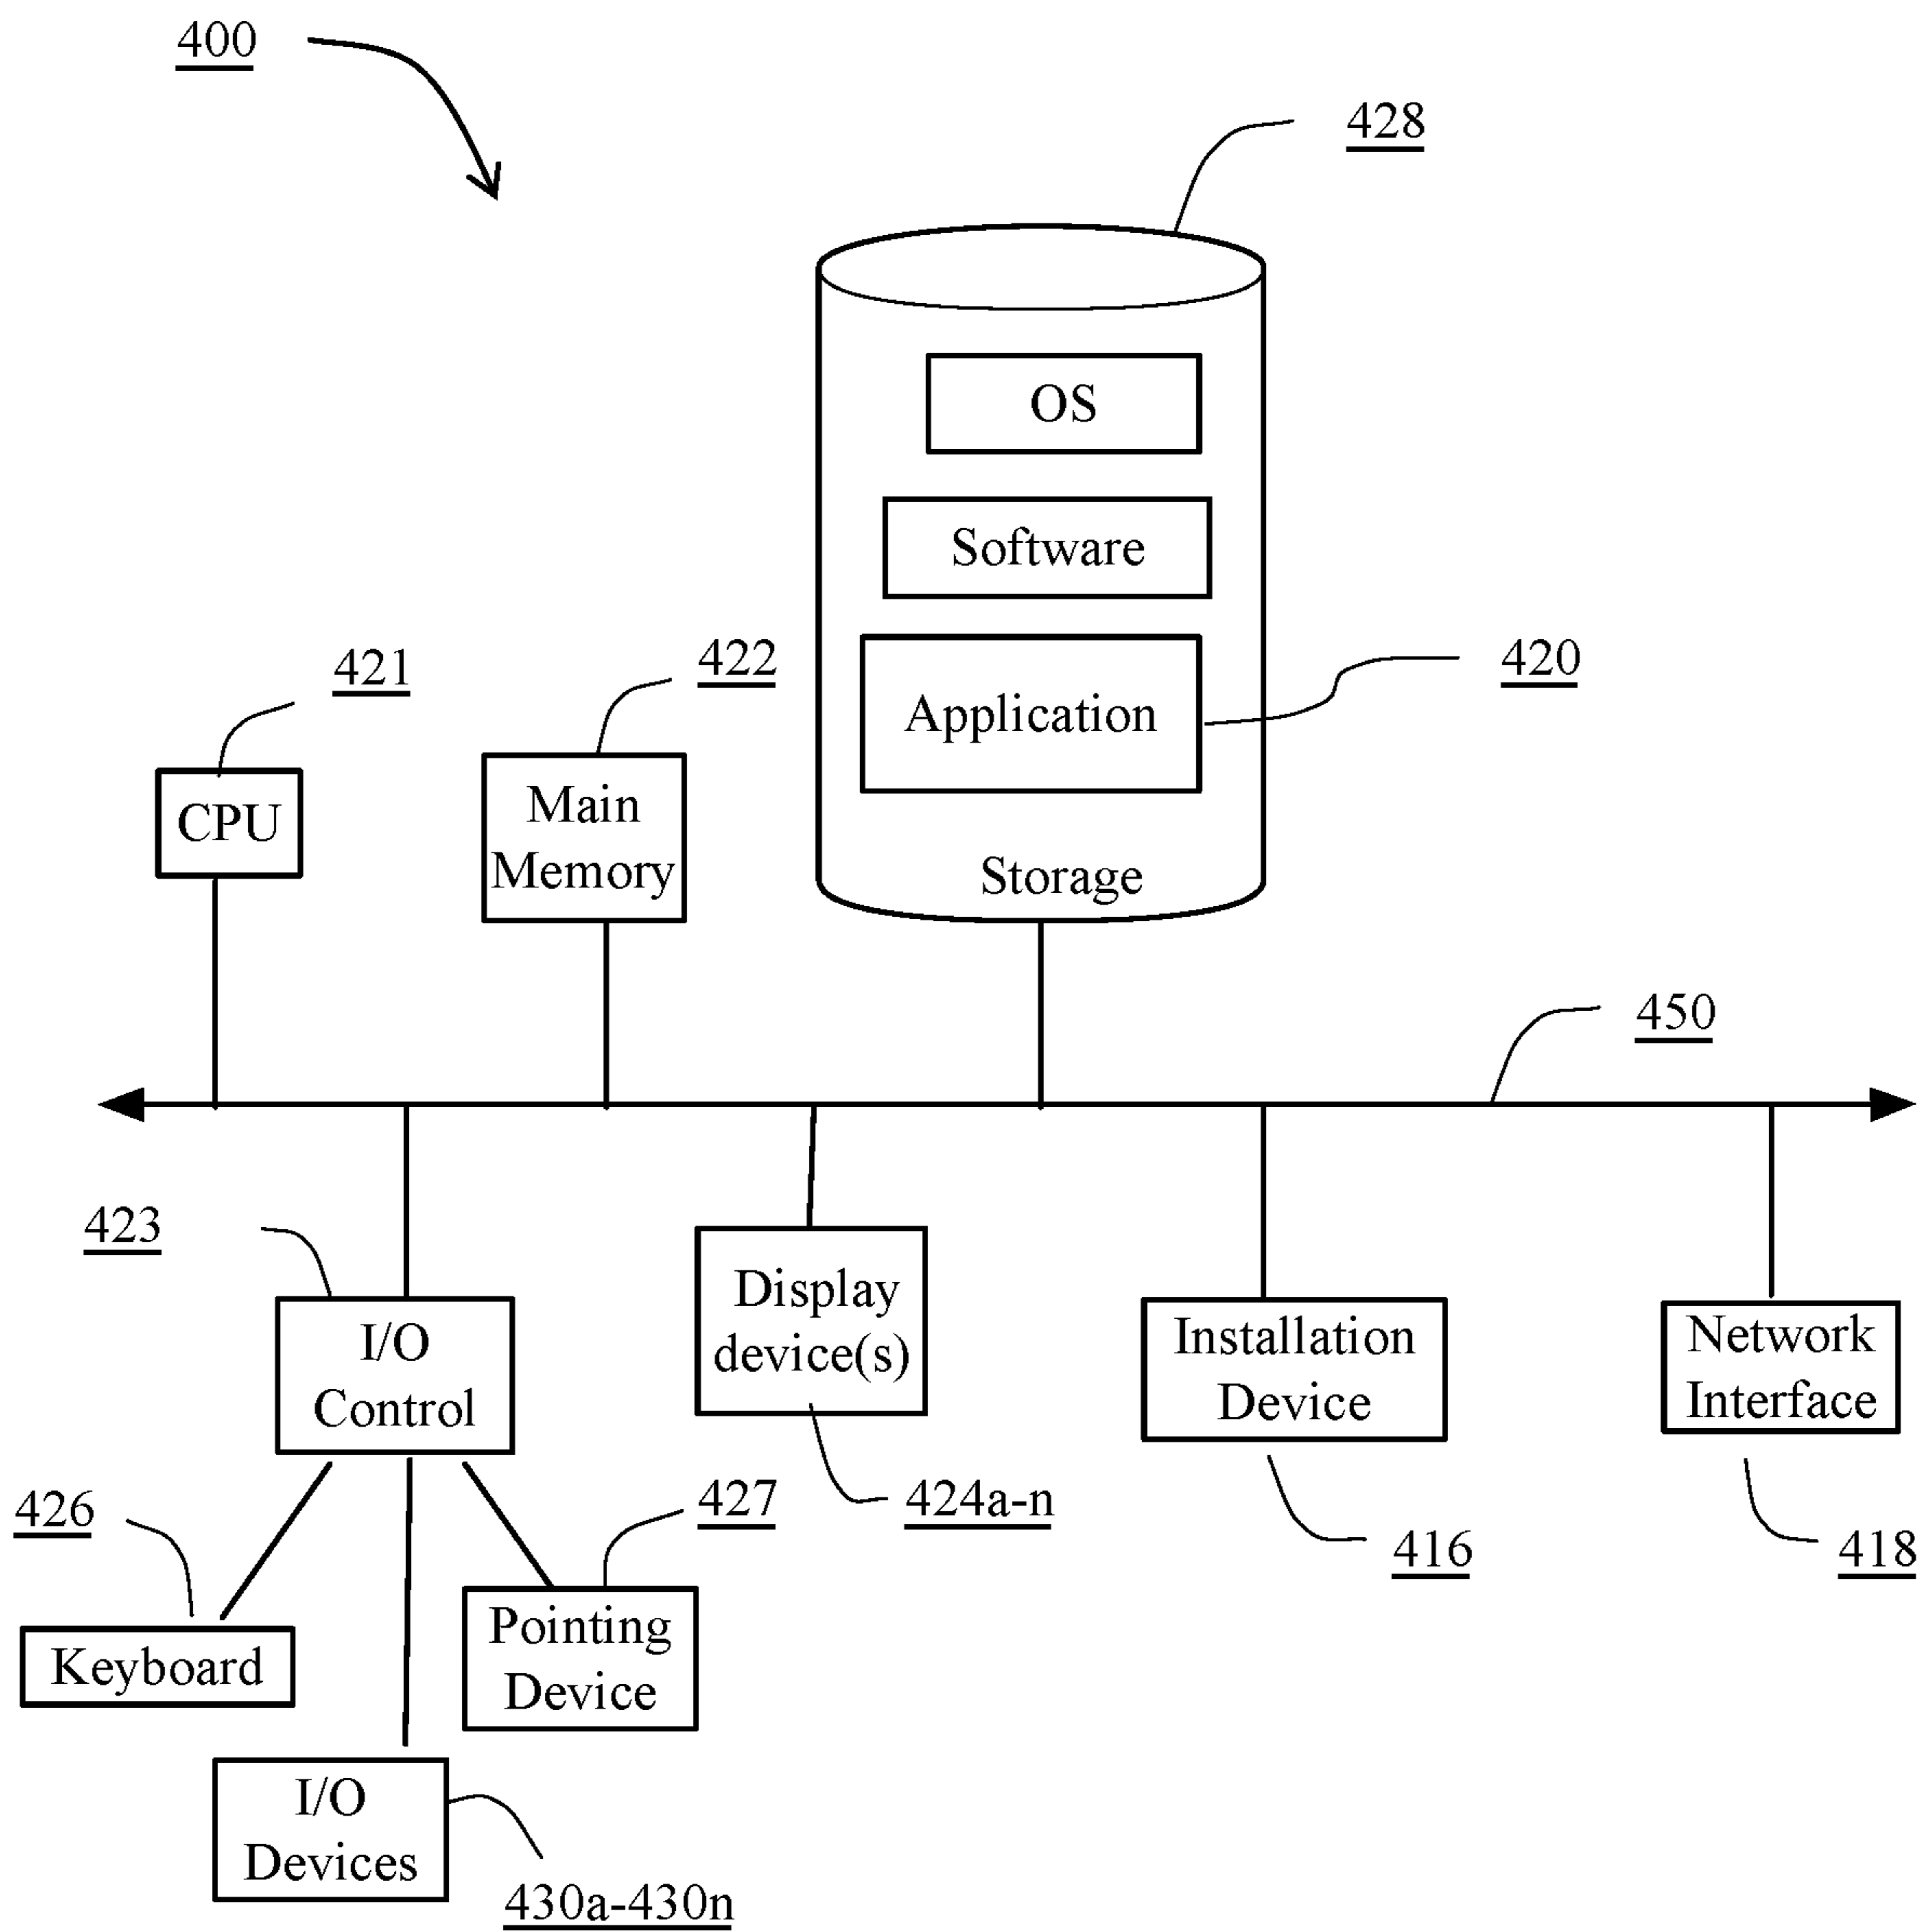 400
428
OS
Software
Application
420
Storage
421
CPU
422
Main
Memory
450
423
I/O
Control
Display
device(s)
424a-n
Installation
Device
416
Network
Interface
418
426
Keyboard
427
Pointing
Device
I/O
Devices
430a-430n